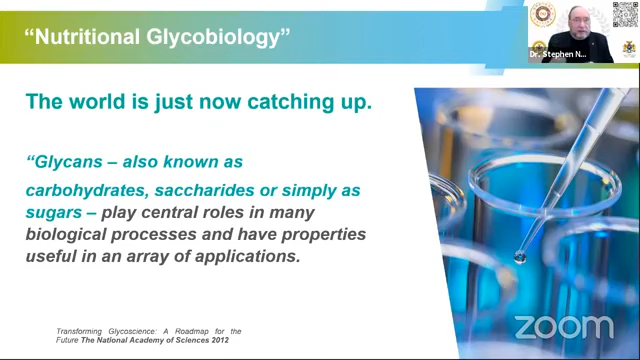 “Nutritional Glycobiology”
Dr. Stephen N...
The world is just now catching up.
“Glycans – also known as
carbohydrates, saccharides or simply as
sugars – play central roles in many
biological processes and have properties
useful in an array of applications.
Transforming Glycoscience: A Roadmap for the
Future The National Academy of Sciences 2012
zoom